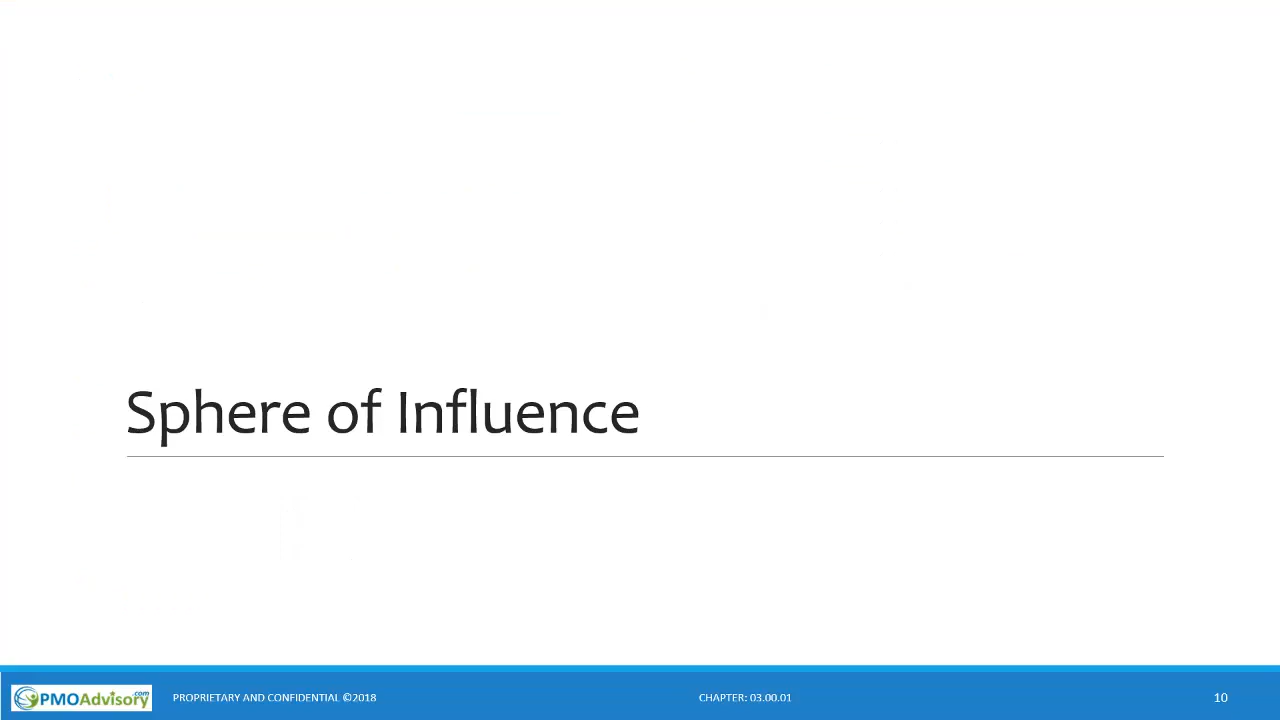 Sphere of Influence
PMOAdvisory.com
PROPRIETARY AND CONFIDENTIAL ©2018
CHAPTER: 03.00.01
10